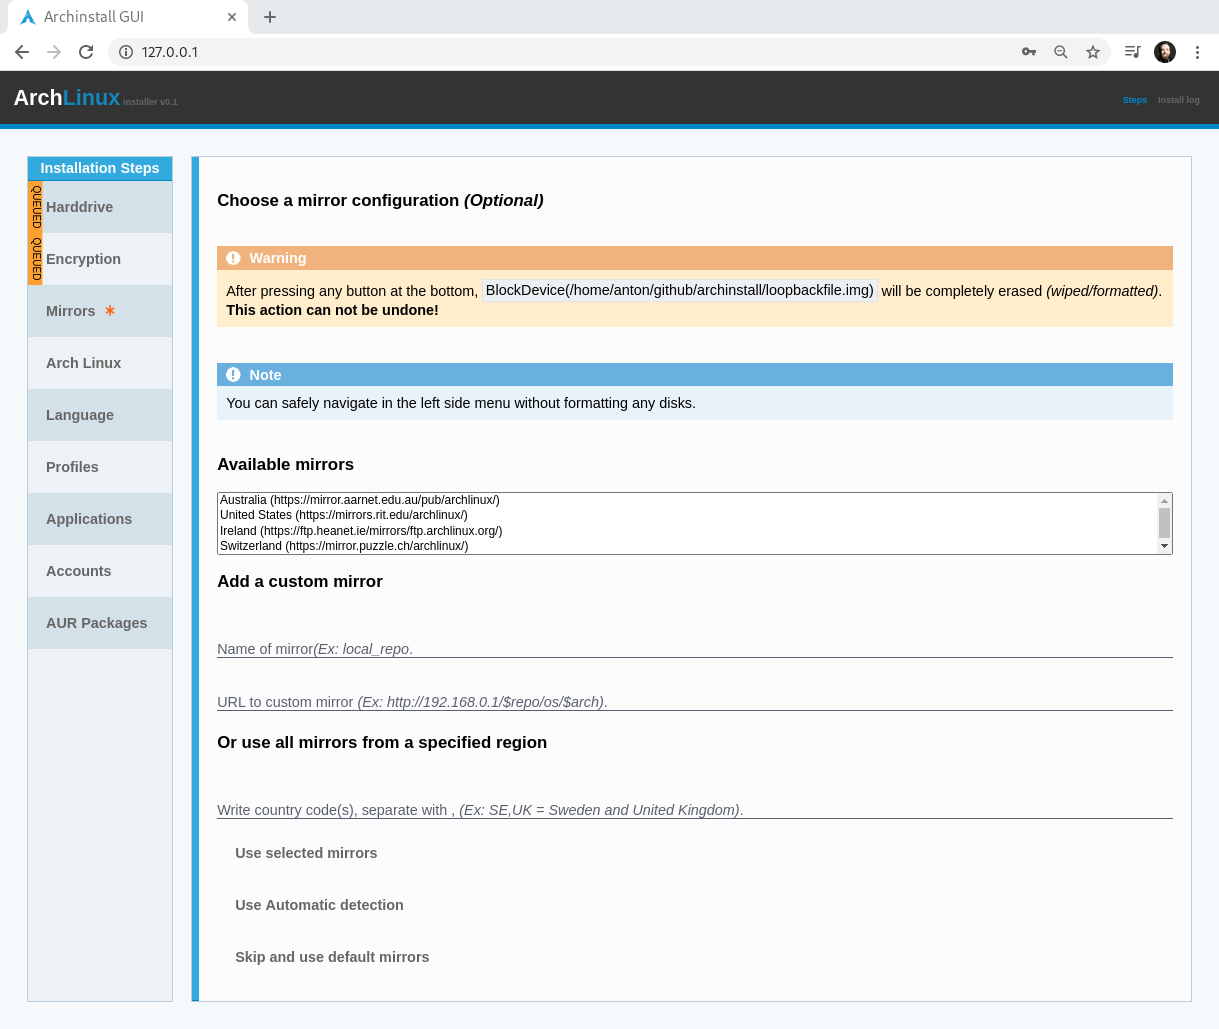 Archinstall GUI
127.0.0.1
ArchLinux installer v0.1
Steps Install log
Installation Steps
QUEUED
Harddrive
QUEUED
Encryption
Mirrors *
Arch Linux
Language
Profiles
Applications
Accounts
AUR Packages
Choose a mirror configuration (Optional)
Warning
After pressing any button at the bottom, BlockDevice(/home/anton/github/archinstall/loopbackfile.img) will be completely erased (wiped/formatted).
This action can not be undone!
Note
You can safely navigate in the left side menu without formatting any disks.
Available mirrors
Australia (https://mirror.aarnet.edu.au/pub/archlinux/)
United States (https://mirrors.rit.edu/archlinux/)
Ireland (https://ftp.heanet.ie/mirrors/ftp.archlinux.org/)
Switzerland (https://mirror.puzzle.ch/archlinux/)
Add a custom mirror
Name of mirror(Ex: local_repo.
URL to custom mirror (Ex: http://192.168.0.1/$repo/os/$arch).
Or use all mirrors from a specified region
Write country code(s), separate with , (Ex: SE,UK = Sweden and United Kingdom).
Use selected mirrors
Use Automatic detection
Skip and use default mirrors